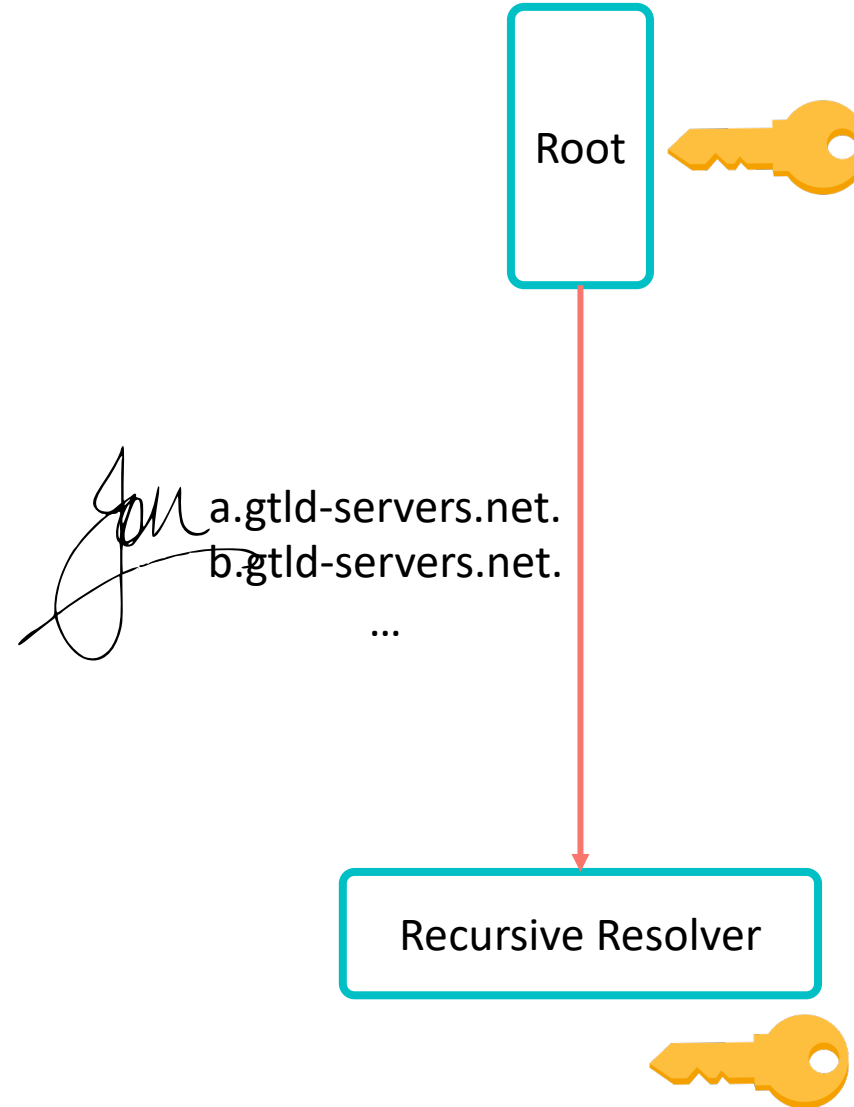 Root
a.gtld-servers.net.
b.gtld-servers.net.
…
Recursive Resolver